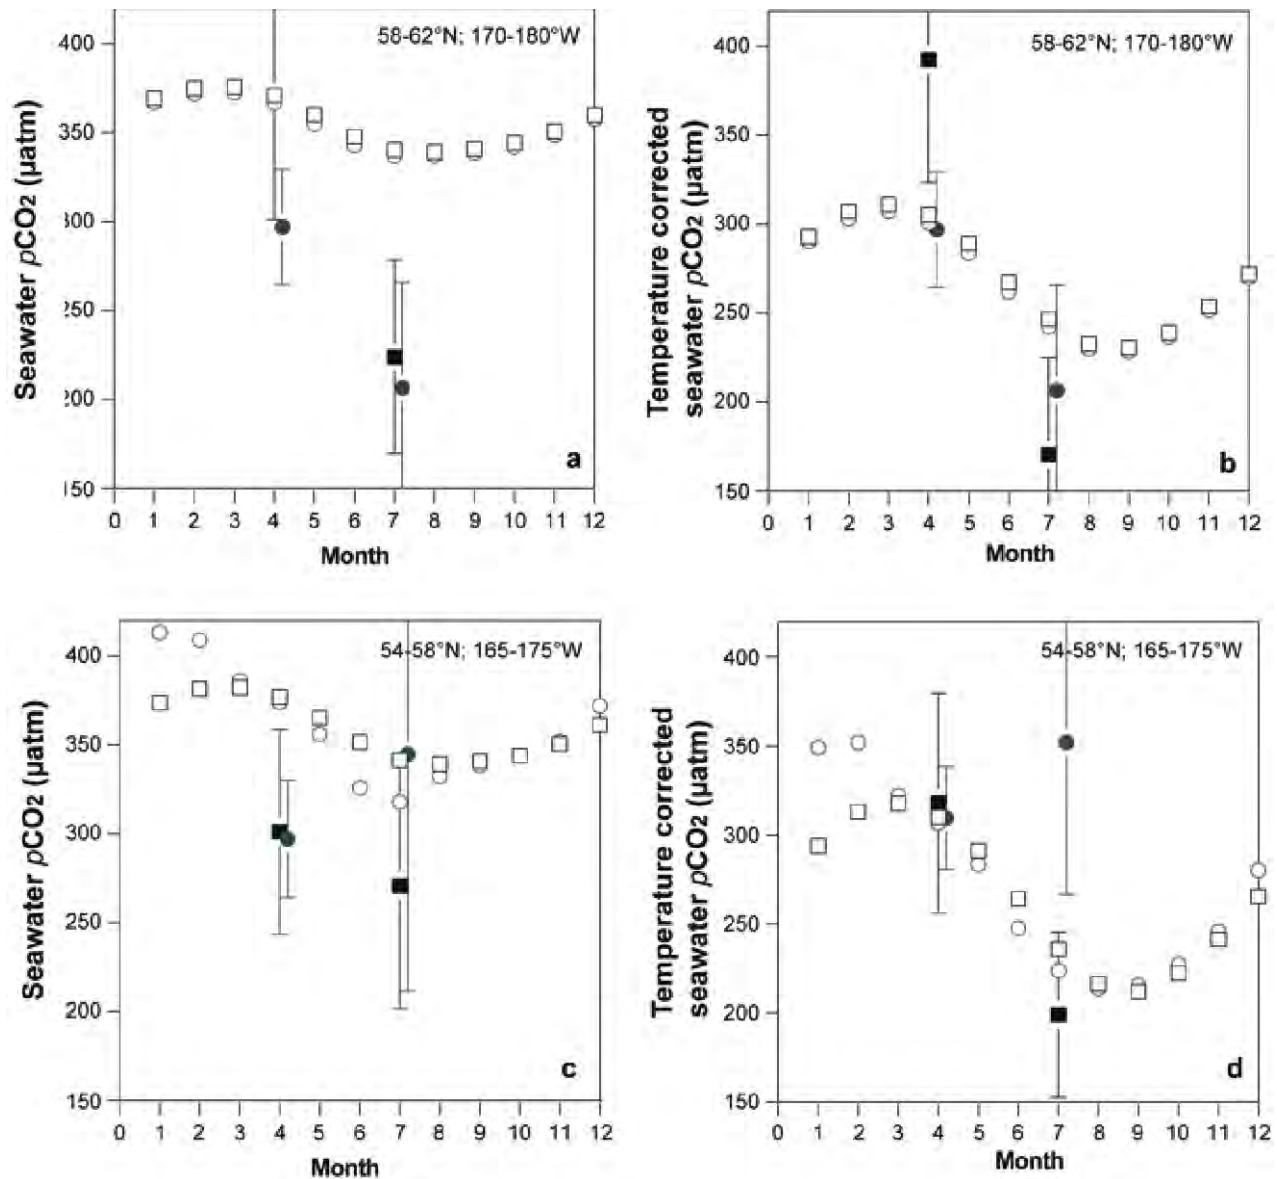 58-62°N; 170-180°W
Seawater pCO2 (µatm)
400
350
300
250
200
150
0 1 2 3 4 5 6 7 8 9 10 11 12
Month
a
58-62°N; 170-180°W
Temperature corrected
seawater pCO2 (µatm)
400
350
300
250
200
150
0 1 2 3 4 5 6 7 8 9 10 11 12
Month
b
54-58°N; 165-175°W
Seawater pCO2 (µatm)
400
350
300
250
200
150
0 1 2 3 4 5 6 7 8 9 10 11 12
Month
c
54-58°N; 165-175°W
Temperature corrected
seawater pCO2 (µatm)
400
350
300
250
200
150
0 1 2 3 4 5 6 7 8 9 10 11 12
Month
d